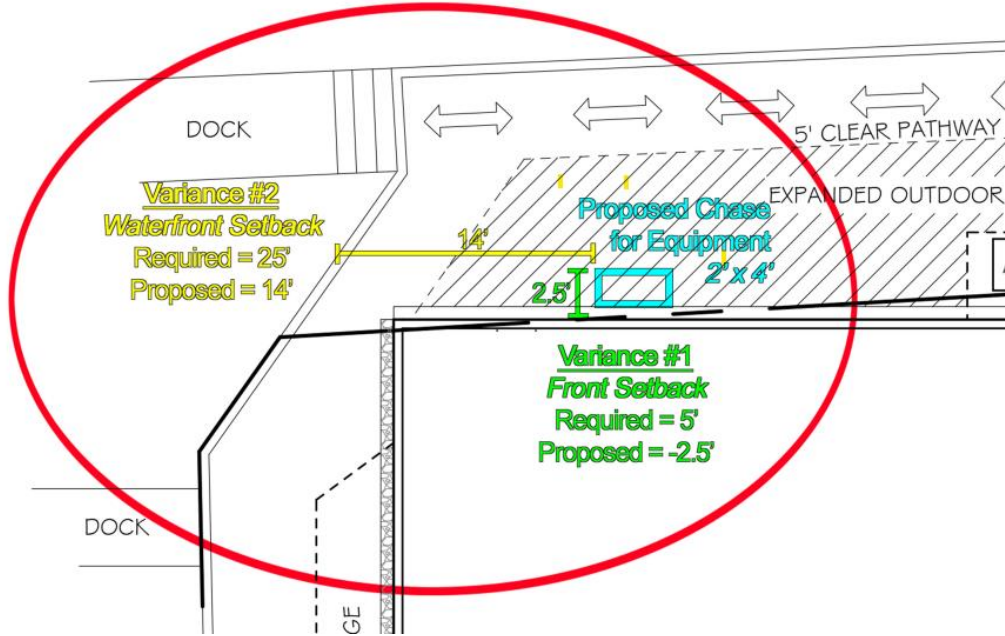 DOCK
5' CLEAR PATHWAY
Variance #2
Waterfront Setback
Required = 25'
Proposed = 14'
EXPANDED OUTDOOR
Proposed Chase
for Equipment
2' x 4'
14'
2.5'
Variance #1
Front Setback
Required = 5'
Proposed = -2.5'
DOCK
GE